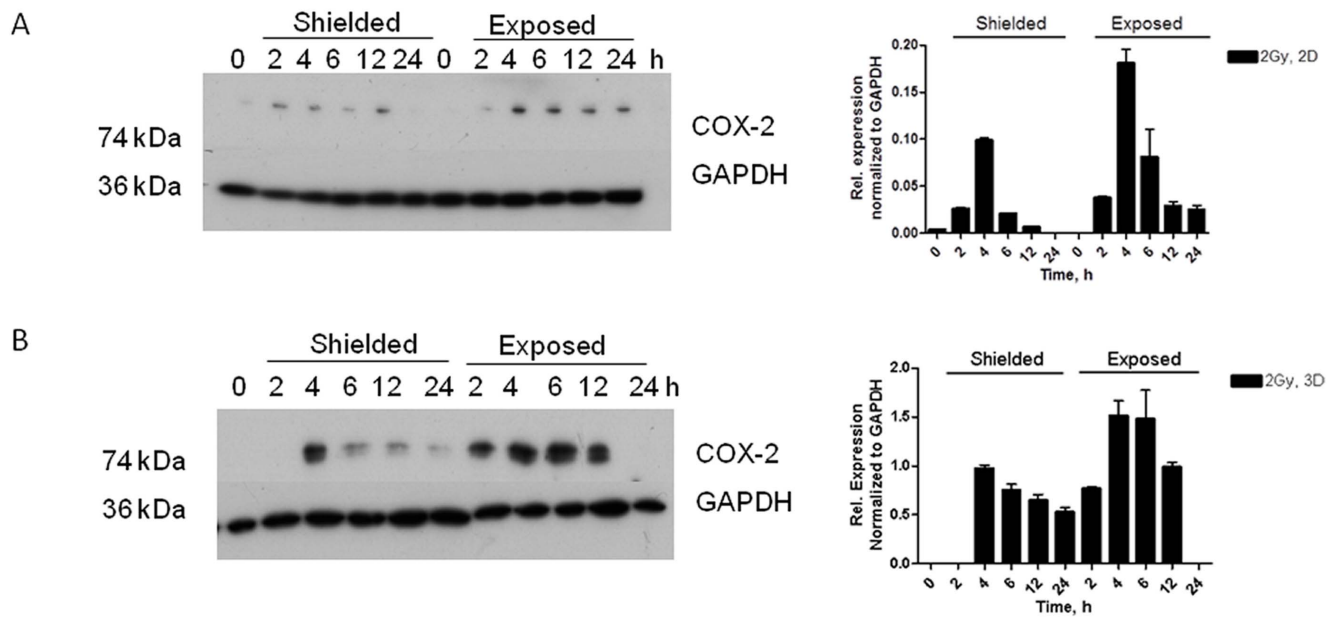 A
Shielded Exposed
0 2 4 6 12 24 0 2 4 6 12 24 h
74 kDa
36 kDa
COX-2
GAPDH
Shielded Exposed
2Gy, 2D
Rel. experession
normalized to GAPDH
0.20
0.15
0.10
0.05
0.00
0 2 4 6 12 24 0 2 4 6 12 24
Time, h
B
Shielded Exposed
0 2 4 6 12 24 2 4 6 12 24 h
74 kDa
36 kDa
COX-2
GAPDH
Shielded Exposed
2Gy, 3D
Rel. Expression
Normalized to GAPDH
2.0
1.5
1.0
0.5
0.0
0 2 4 6 12 24 2 4 6 12 24
Time, h